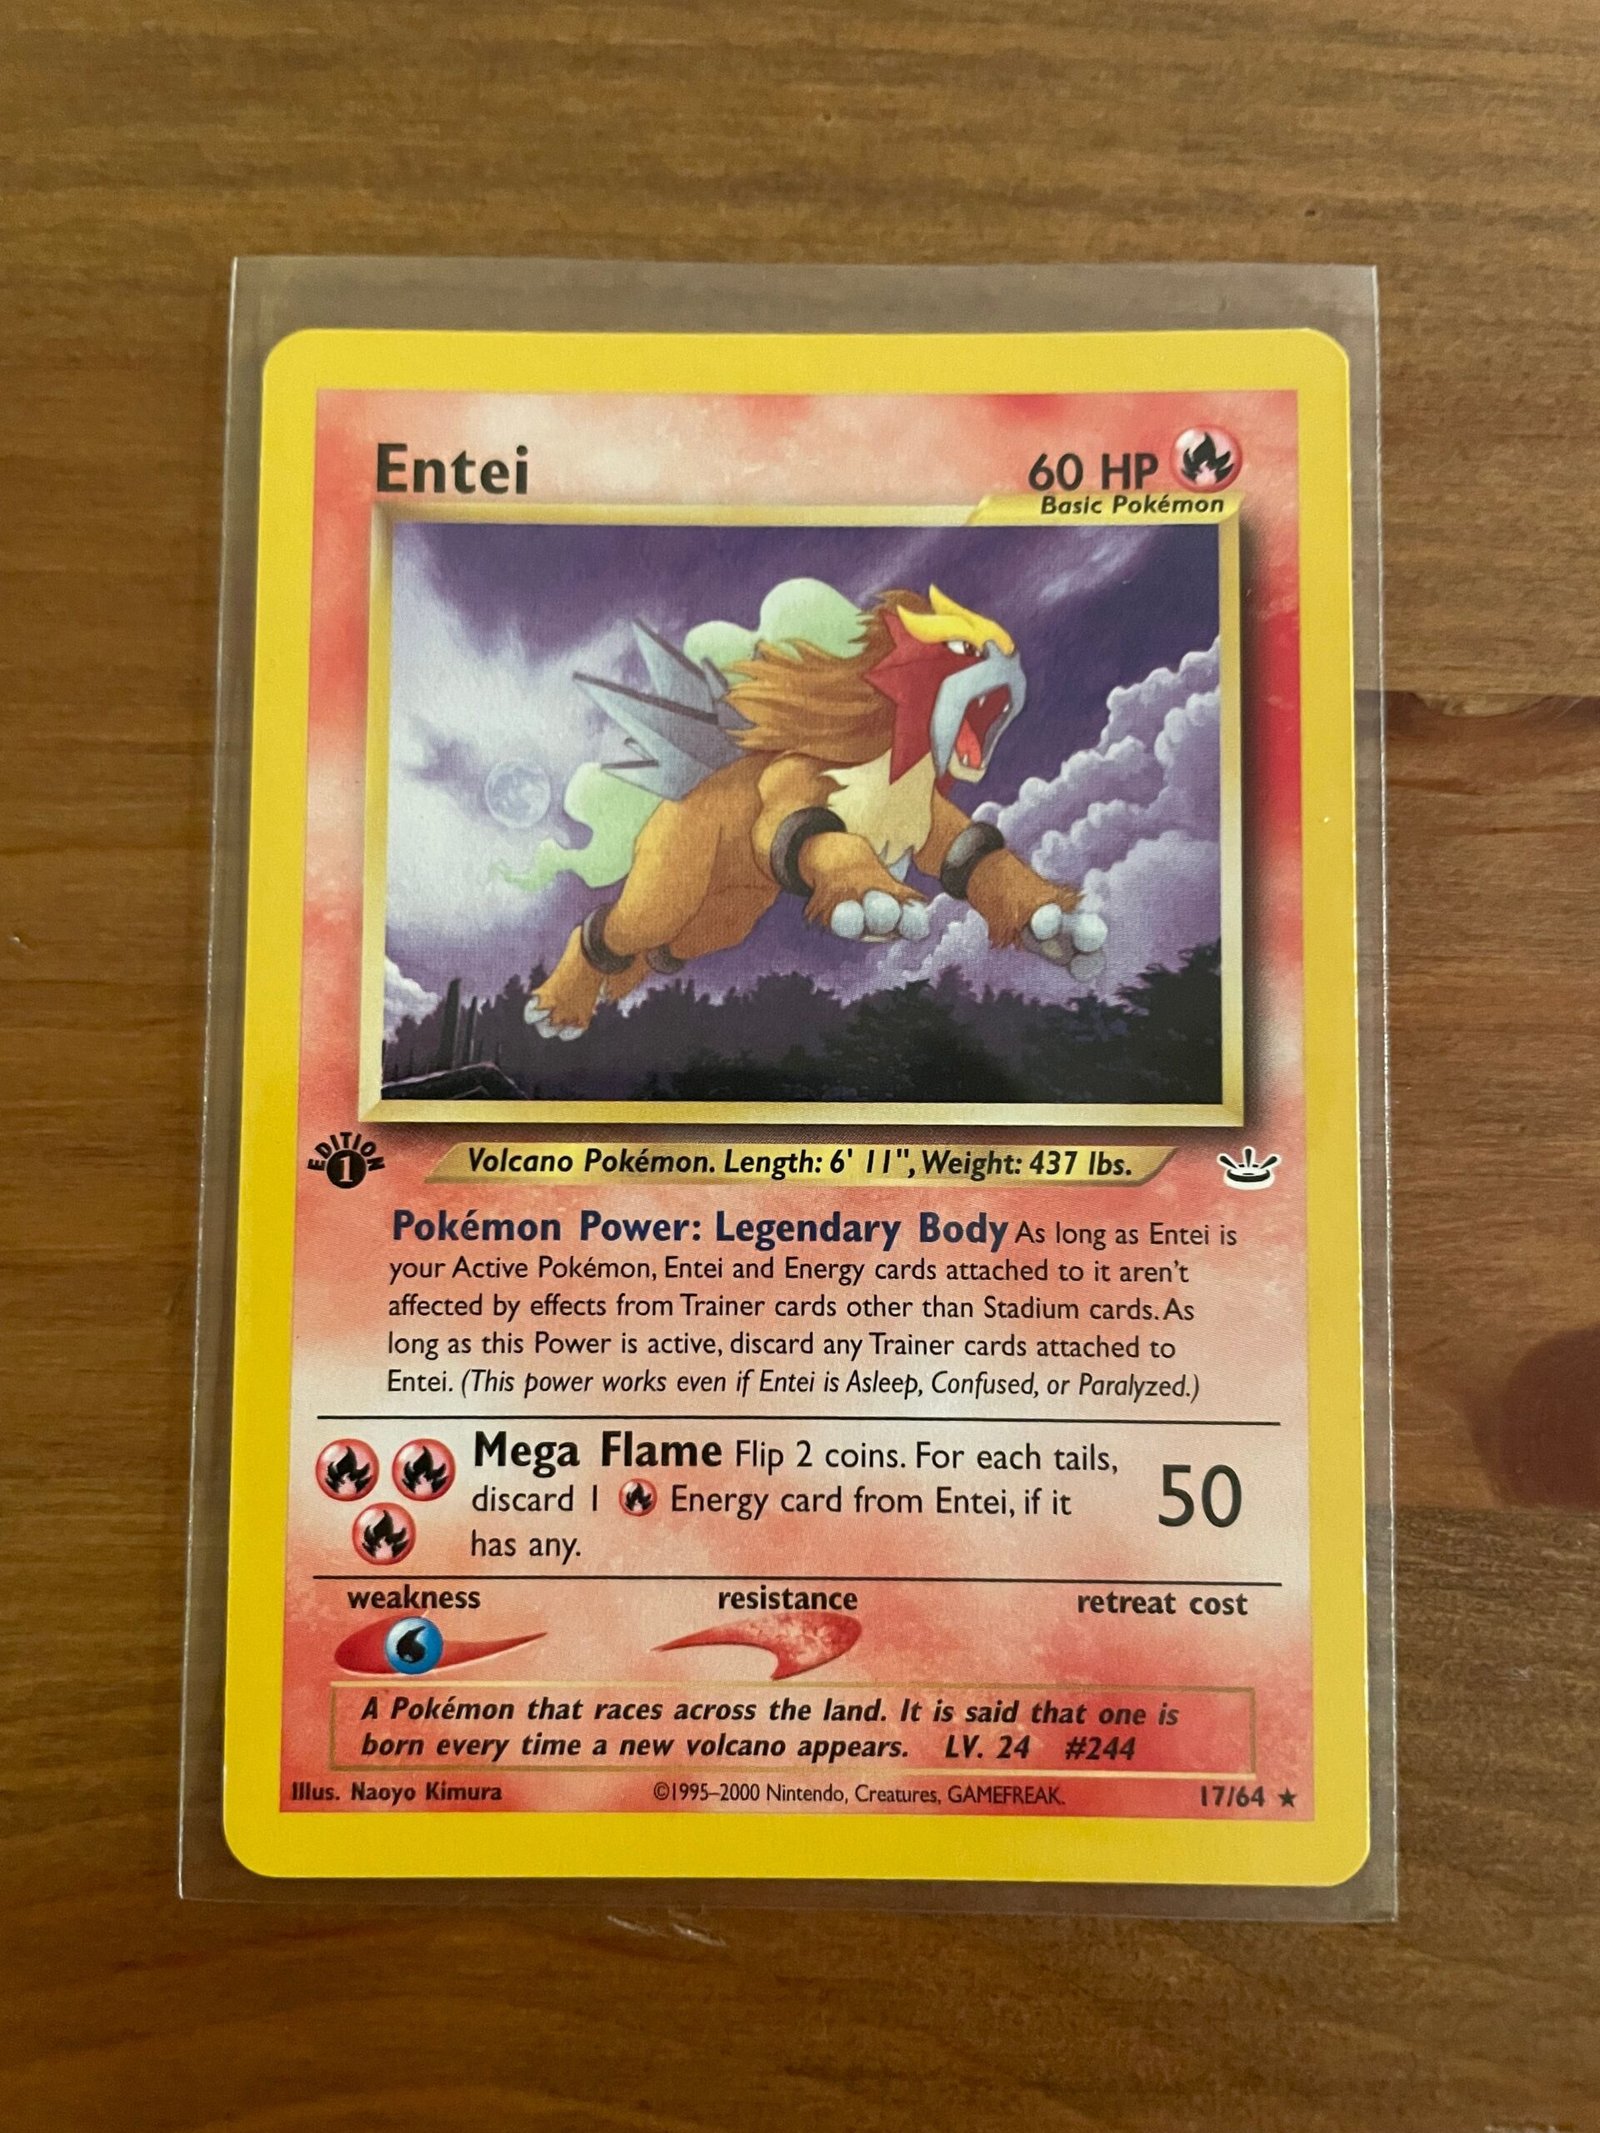 Entei
60 HP
Basic Pokémon
EDITION
1
Volcano Pokémon. Length: 6' 11", Weight: 437 lbs.
Pokémon Power: Legendary Body As long as Entei is
your Active Pokémon, Entei and Energy cards attached to it aren't
affected by effects from Trainer cards other than Stadium cards. As
long as this Power is active, discard any Trainer cards attached to
Entei. (This power works even if Entei is Asleep, Confused, or Paralyzed.)
Mega Flame Flip 2 coins. For each tails,
discard 1 Energy card from Entei, if it
has any.
50
weakness resistance retreat cost
A Pokémon that races across the land. It is said that one is
born every time a new volcano appears. LV. 24 #244
Illus. Naoyo Kimura ©1995–2000 Nintendo, Creatures, GAMEFREAK. 17/64 ★